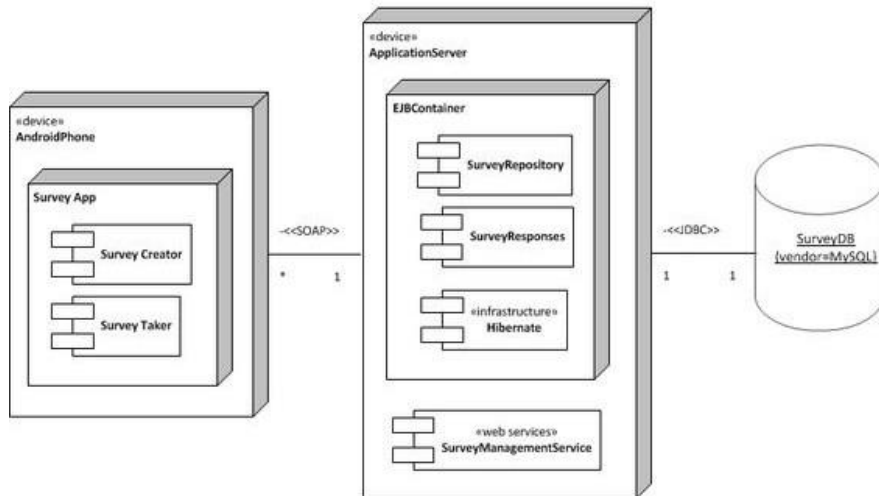 «device»
AndroidPhone
Survey App
Survey Creator
Survey Taker
-<<SOAP>>
*
1
«device»
ApplicationServer
EJBContainer
SurveyRepository
SurveyResponses
«infrastructure»
Hibernate
«web services»
SurveyManagementService
-<<JDBC>>
1
1
SurveyDB
(vendor=MySQL)